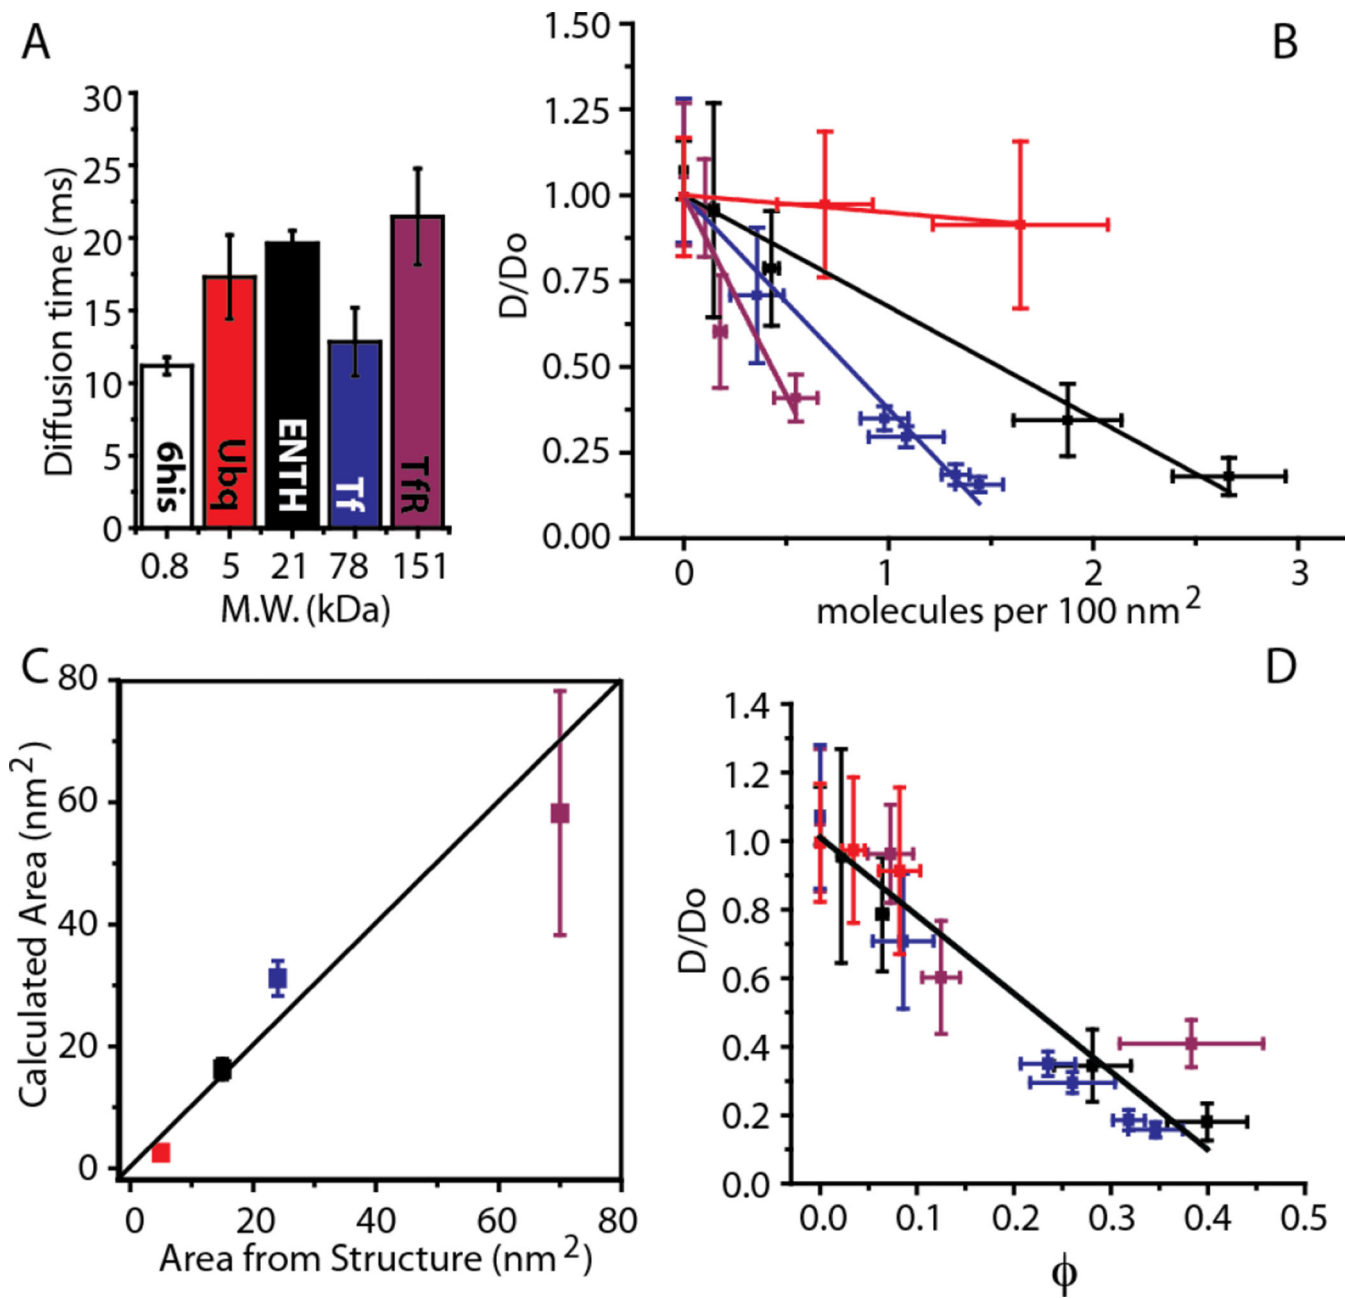 A
30
25
20
15
10
5
0
Diffusion time (ms)
6his
Ubq
ENTH
Tf
TfR
0.8 5 21 78 151
M.W. (kDa)
B
1.50
1.25
1.00
0.75
0.50
0.25
0.00
D/Do
0 1 2 3
molecules per 100 nm²
C
80
60
40
20
0
Calculated Area (nm²)
0 20 40 60 80
Area from Structure (nm²)
D
1.4
1.2
1.0
0.8
0.6
0.4
0.2
0.0
D/Do
0.0 0.1 0.2 0.3 0.4 0.5
ϕ